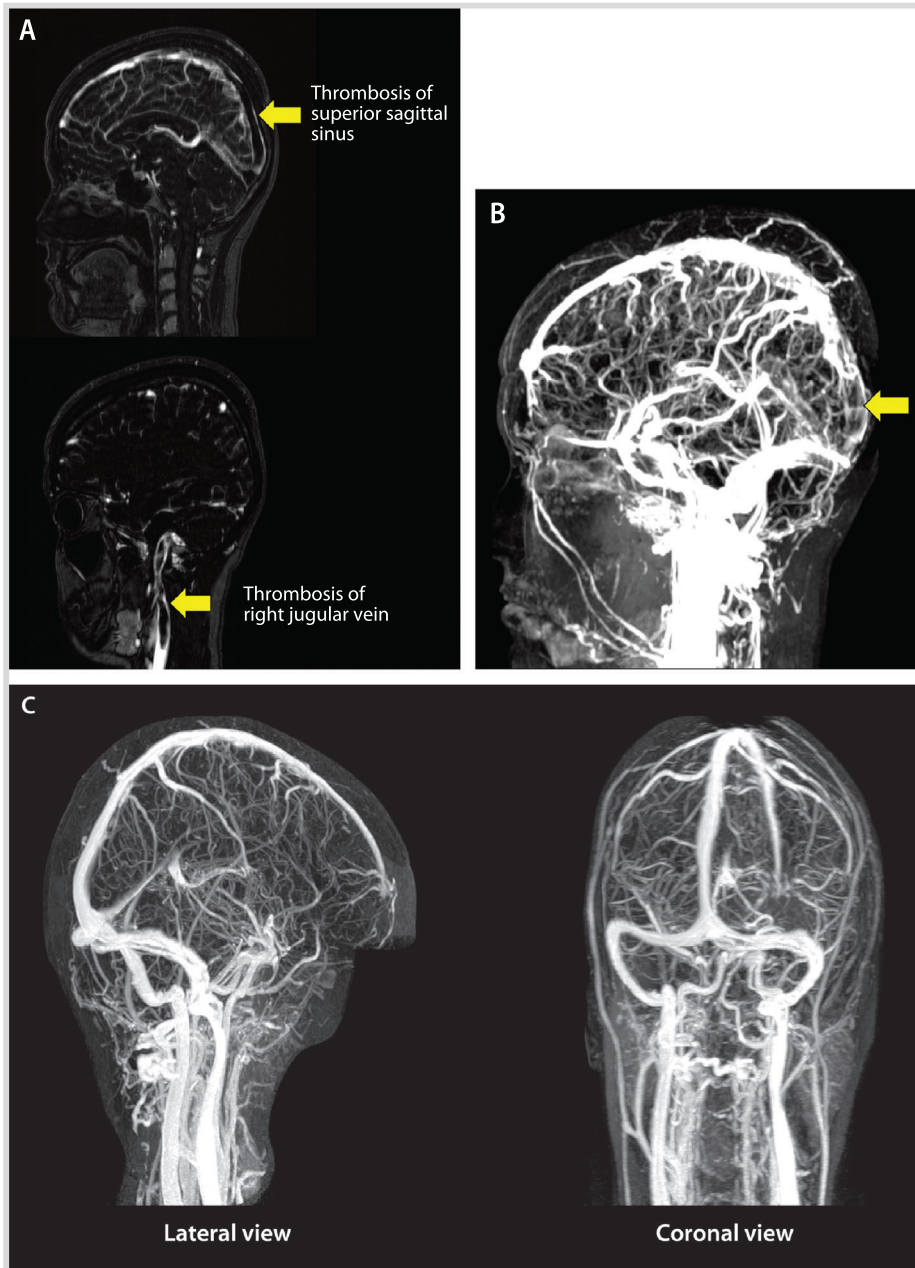 A
Thrombosis of
superior sagittal
sinus
Thrombosis of
right jugular vein
B
C
Lateral view
Coronal view